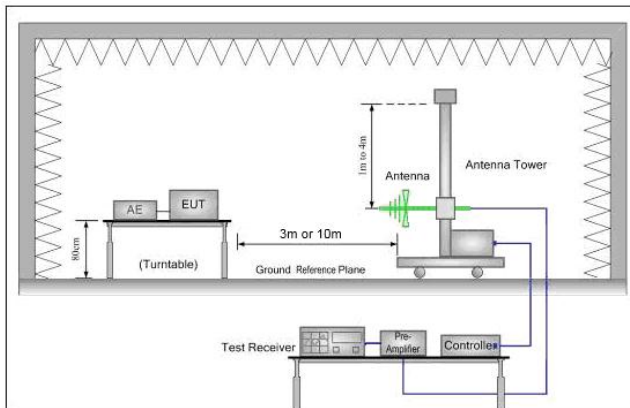 1m to 4m
Antenna
Antenna Tower
AE
EUT
3m or 10m
80cm
(Turntable)
Ground Reference Plane
Test Receiver
Pre-
Amplifier
Controller